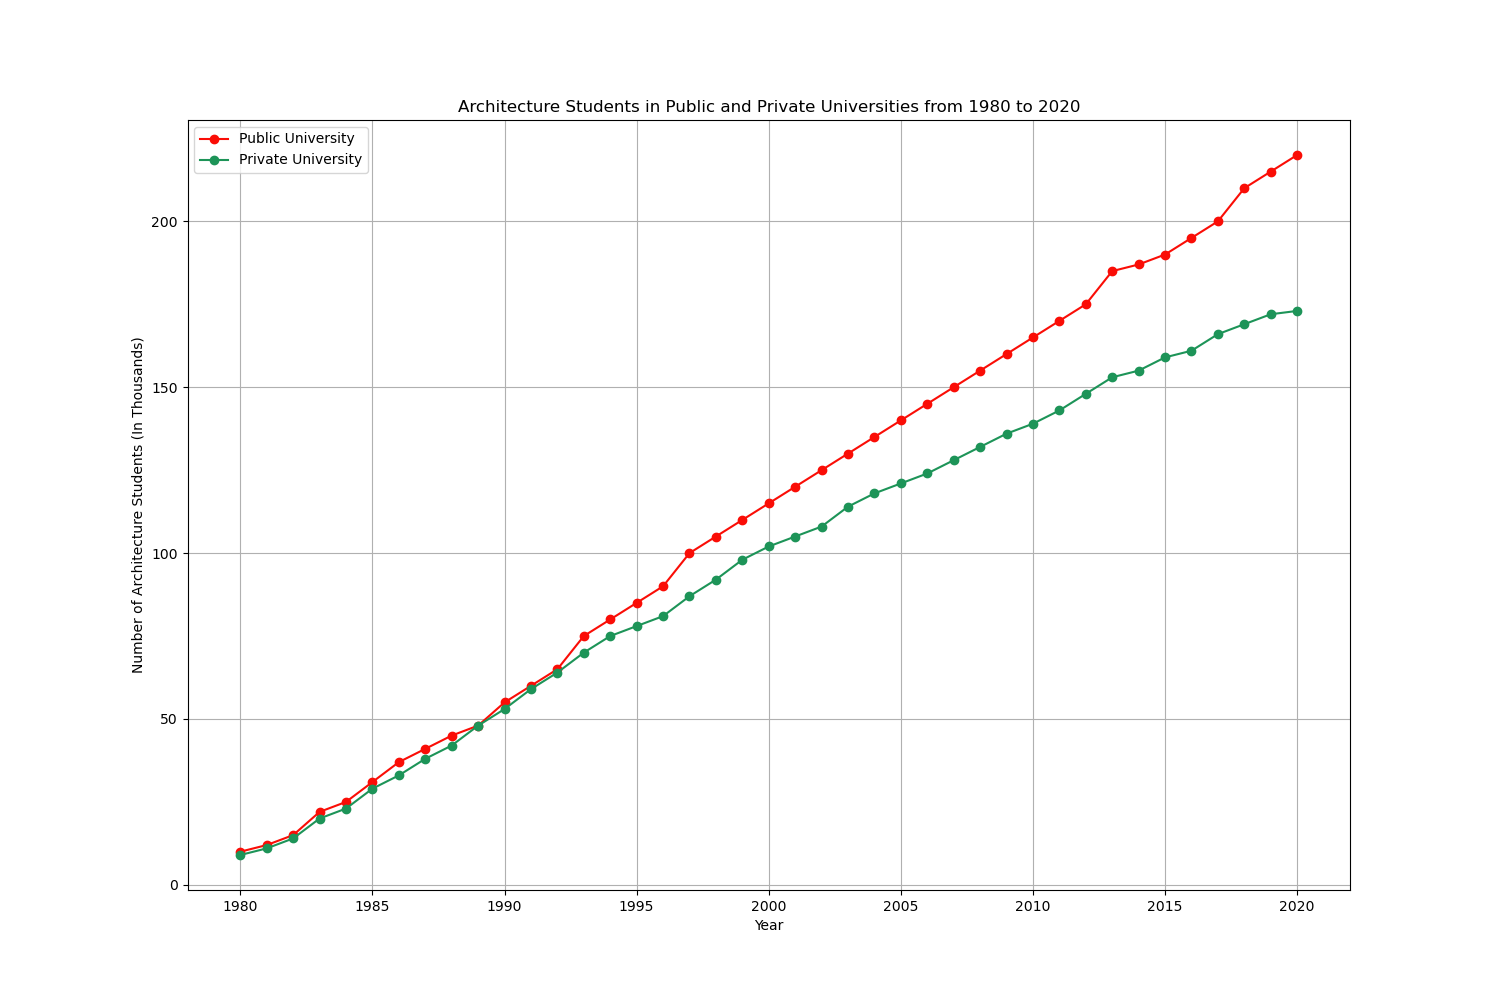 Architecture Students in Public and Private Universities from 1980 to 2020
Public University
Private University
Number of Architecture Students (In Thousands)
200
150
100
50
0
1980 1985 1990 1995 2000 2005 2010 2015 2020
Year